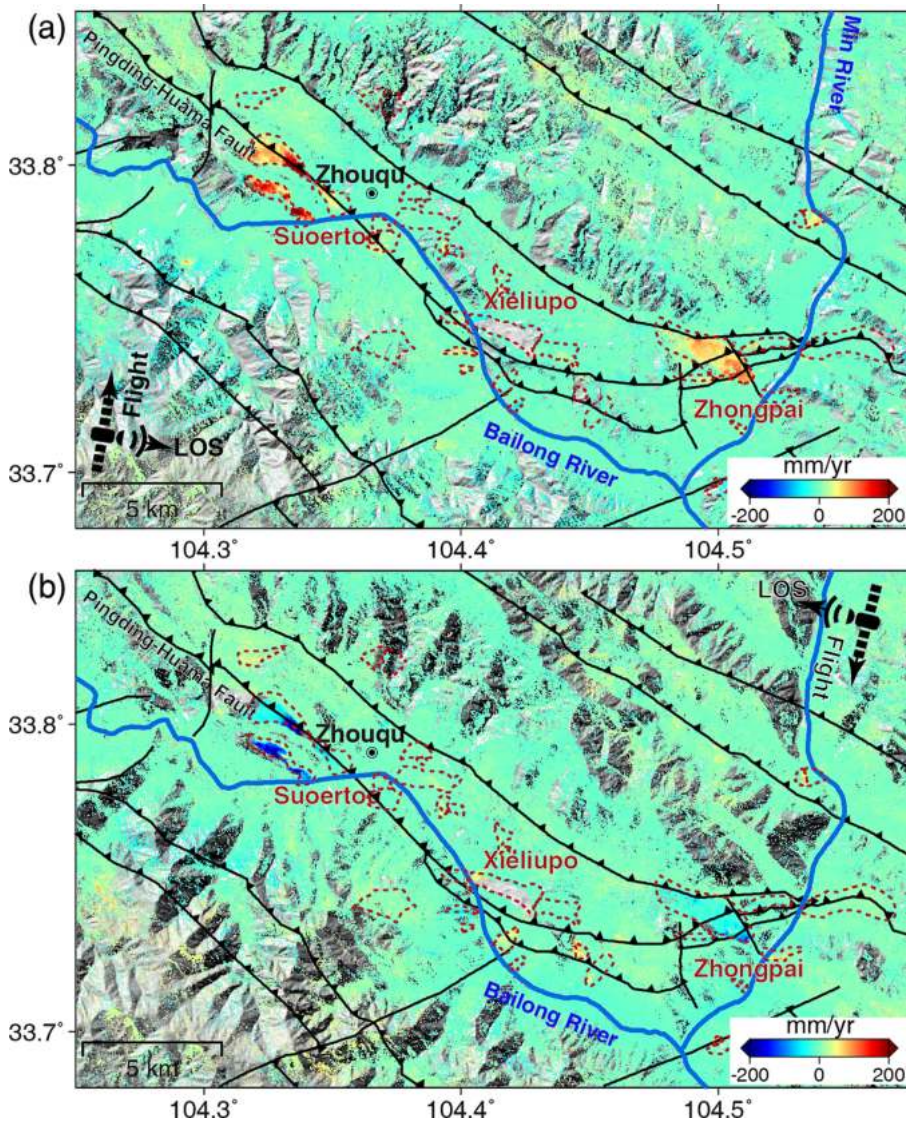 (a)
Pingding-Huama Fault
Min River
33.8°
Zhouqu
Suoertou
Xieliupo
Flight
LOS
Zhongpai
Bailong River
33.7°
5 km
mm/yr
-200 0 200
104.3° 104.4° 104.5°
(b)
Pingding-Huama Fault
LOS
Flight
33.8°
Zhouqu
Suoertou
Xieliupo
Zhongpai
Bailong River
33.7°
5 km
mm/yr
-200 0 200
104.3° 104.4° 104.5°